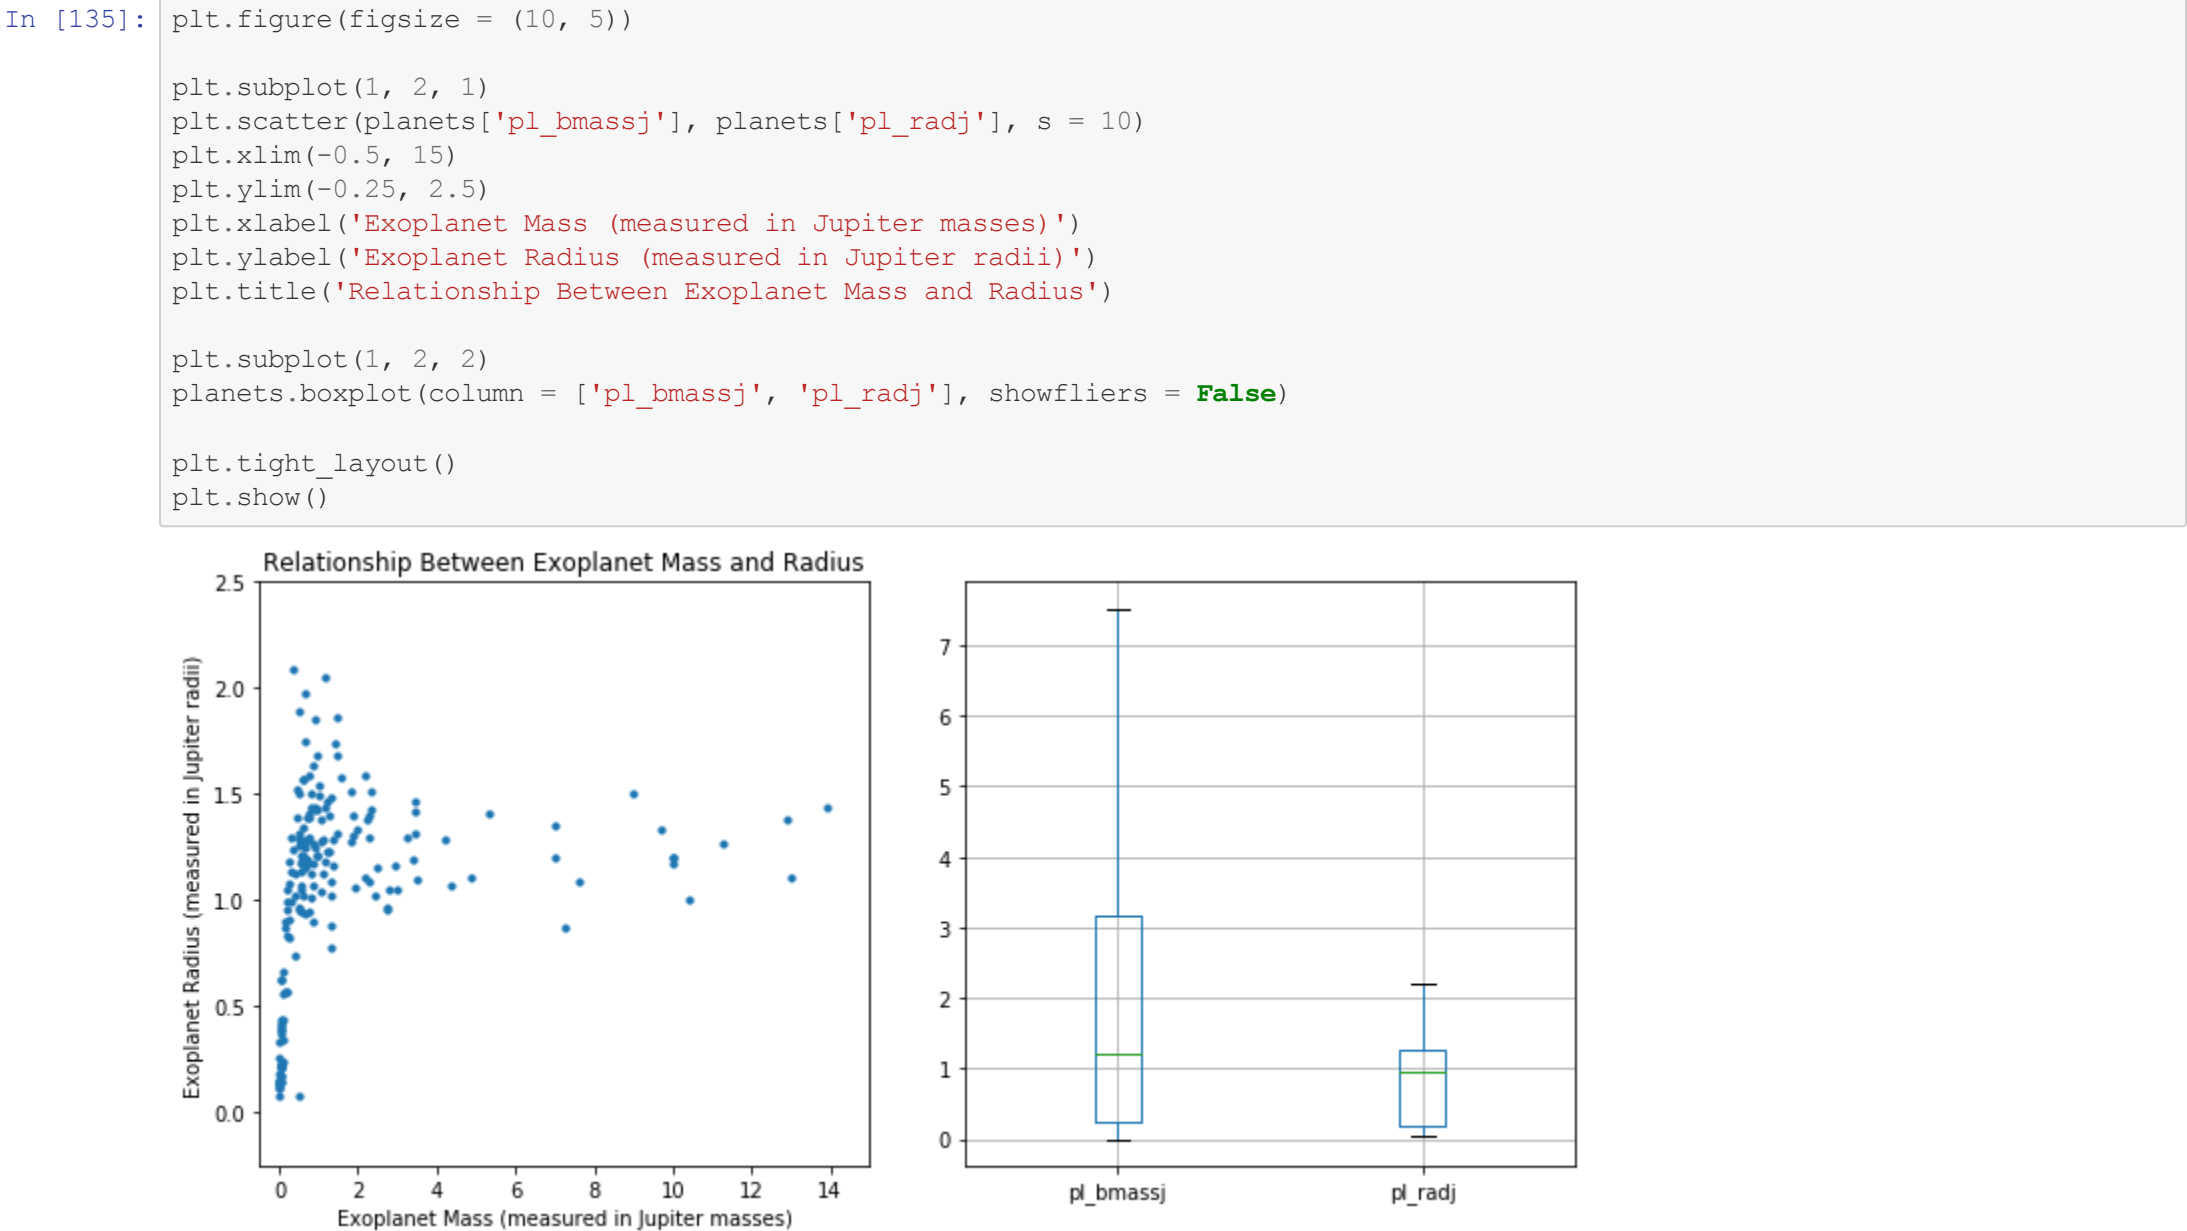 In [135]:
plt.figure(figsize = (10, 5))
plt.subplot(1, 2, 1)
plt.scatter(planets['pl_bmassj'], planets['pl_radj'], s = 10)
plt.xlim(-0.5, 15)
plt.ylim(-0.25, 2.5)
plt.xlabel('Exoplanet Mass (measured in Jupiter masses)')
plt.ylabel('Exoplanet Radius (measured in Jupiter radii)')
plt.title('Relationship Between Exoplanet Mass and Radius')
plt.subplot(1, 2, 2)
planets.boxplot(column = ['pl_bmassj', 'pl_radj'], showfliers = False)
plt.tight_layout()
plt.show()
Relationship Between Exoplanet Mass and Radius
Exoplanet Radius (measured in Jupiter radii)
2.5
2.0
1.5
1.0
0.5
0.0
0 2 4 6 8 10 12 14
Exoplanet Mass (measured in Jupiter masses)
7
6
5
4
3
2
1
0
pl_bmassj pl_radj